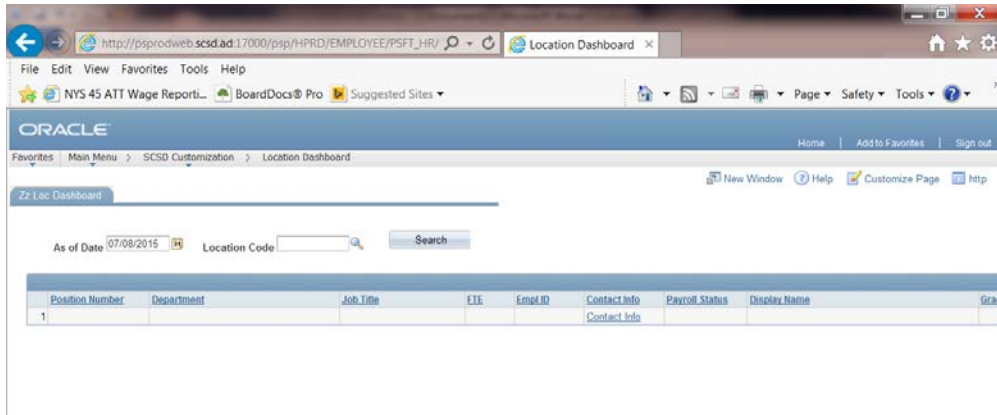 http://psprodweb.scsd.ad:17000/psp/HPRD/EMPLOYEE/PSFT_HR/ Location Dashboard
File Edit View Favorites Tools Help
NYS 45 ATT Wage Reporti... BoardDocs® Pro Suggested Sites Page Safety Tools
ORACLE
Home | Add to Favorites | Sign out
Favorites Main Menu > SCSD Customization > Location Dashboard
New Window Help Customize Page http
Zz Loc Dashboard
As of Date 07/08/2015 Location Code Search
Position Number Department Job Title FTE Empl ID Contact Info Payroll Status Display Name Gra
1 Contact Info